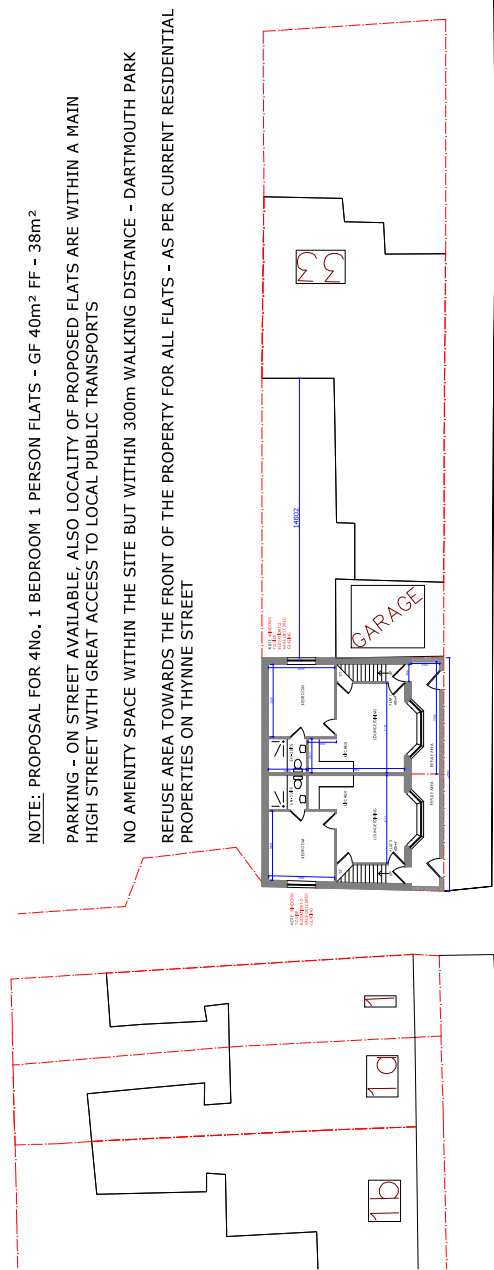 NOTE: PROPOSAL FOR 4No. 1 BEDROOM 1 PERSON FLATS - GF 40m² FF - 38m²
PARKING - ON STREET AVAILABLE, ALSO LOCALITY OF PROPOSED FLATS ARE WITHIN A MAIN
HIGH STREET WITH GREAT ACCESS TO LOCAL PUBLIC TRANSPORTS
NO AMENITY SPACE WITHIN THE SITE BUT WITHIN 300m WALKING DISTANCE - DARTMOUTH PARK
REFUSE AREA TOWARDS THE FRONT OF THE PROPERTY FOR ALL FLATS - AS PER CURRENT RESIDENTIAL
PROPERTIES ON THYNNE STREET
1b
1a
1
33
GARAGE
14802
BEDROOM
BEDROOM
KITCHEN
KITCHEN
LOUNGE/DINING
LOUNGE/DINING